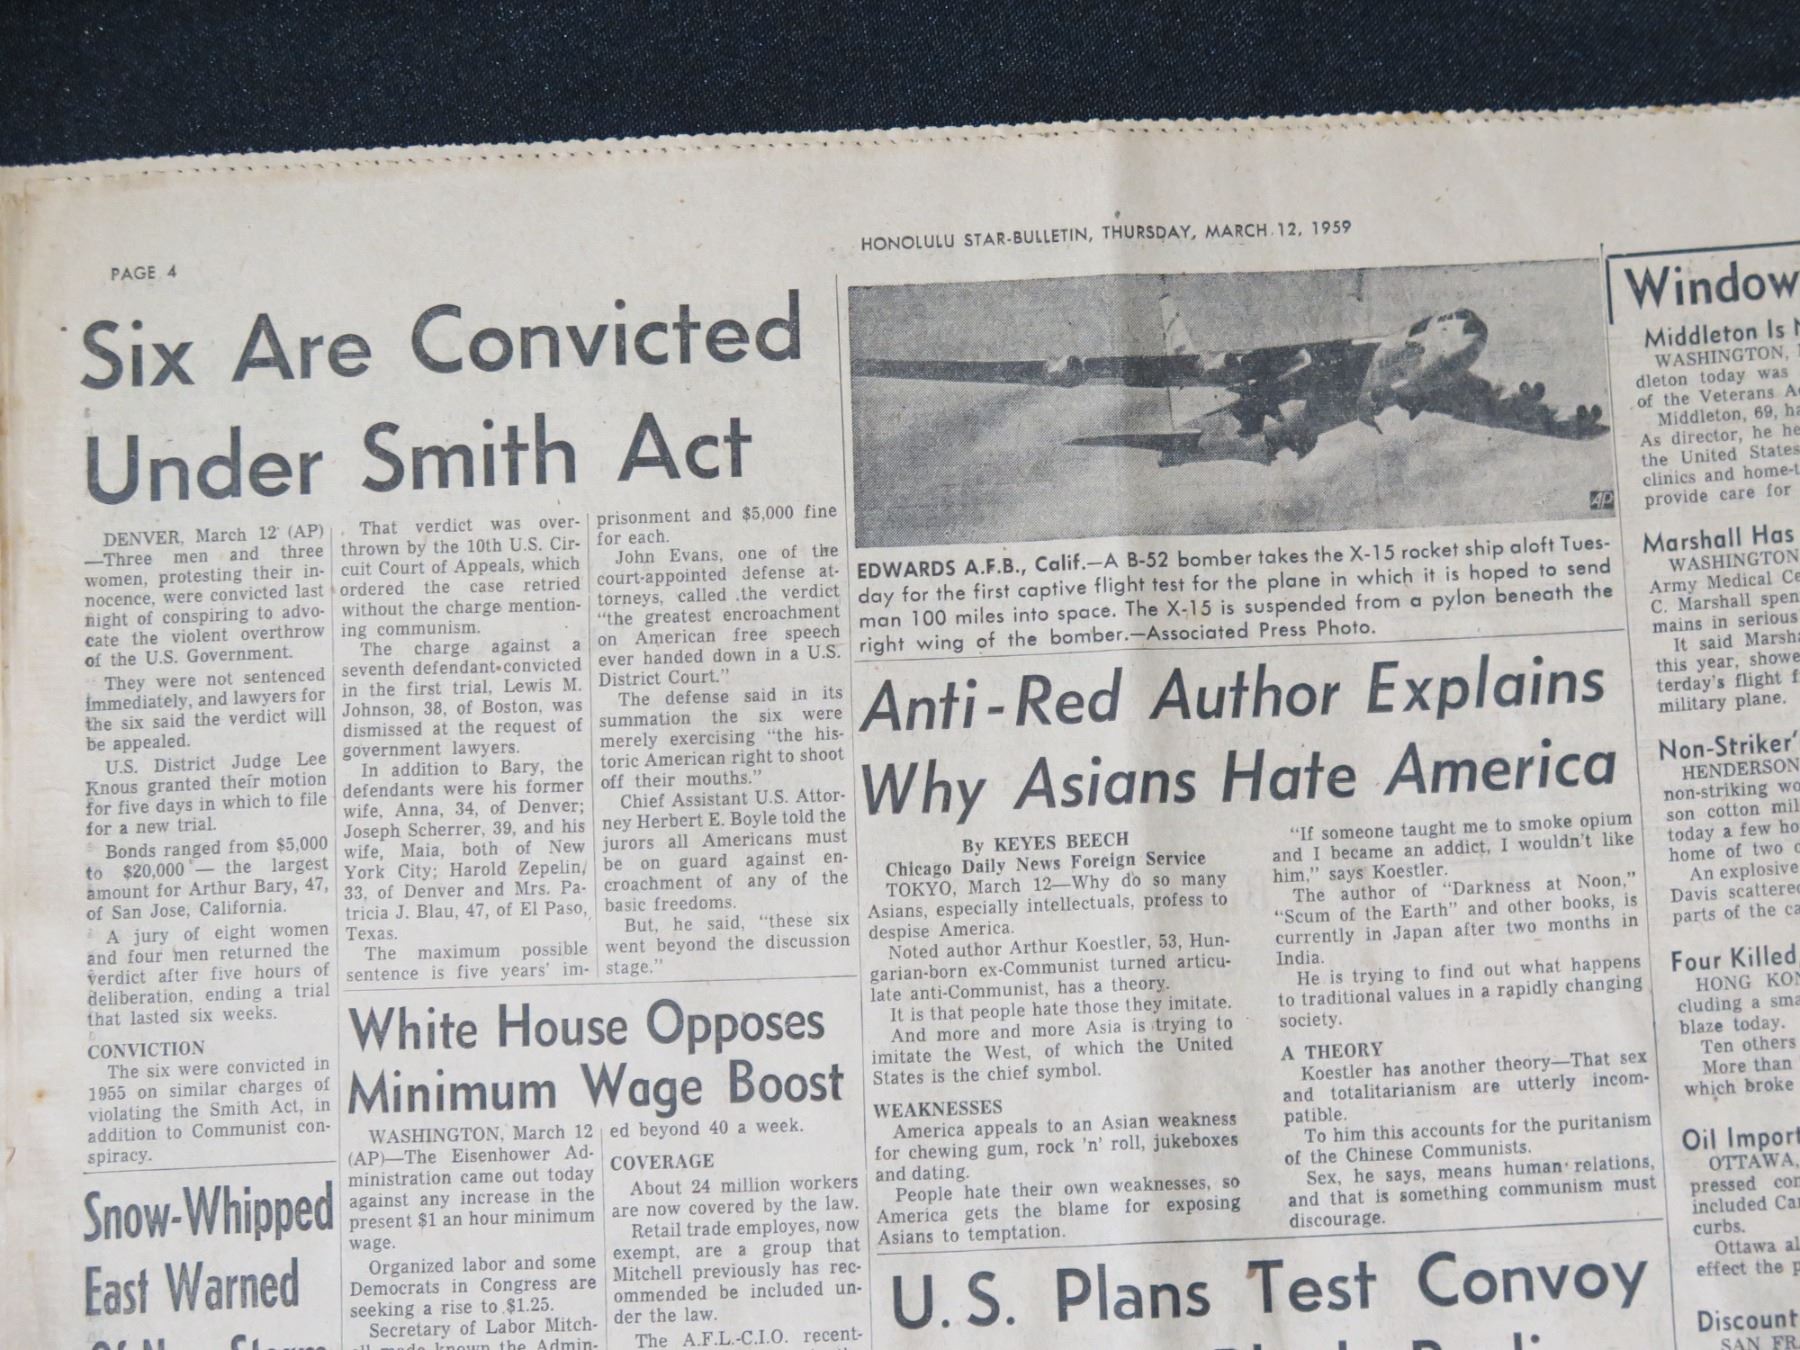 PAGE 4
HONOLULU STAR-BULLETIN, THURSDAY, MARCH 12, 1959
Six Are Convicted
Under Smith Act
DENVER, March 12 (AP)
—Three men and three
women, protesting their in-
nocence, were convicted last
night of conspiring to advo-
cate the violent overthrow
of the U.S. Government.
They were not sentenced
immediately, and lawyers for
the six said the verdict will
be appealed.
U.S. District Judge Lee
Knous granted their motion
for five days in which to file
for a new trial.
Bonds ranged from $5,000
to $20,000 — the largest
amount for Arthur Bary, 47,
of San Jose, California.
A jury of eight women
and four men returned the
verdict after five hours of
deliberation, ending a trial
that lasted six weeks.
CONVICTION
The six were convicted in
1955 on similar charges of
violating the Smith Act, in
addition to Communist con-
spiracy.
That verdict was over-
thrown by the 10th U.S. Cir-
cuit Court of Appeals, which
ordered the case retried
without the charge mention-
ing communism.
The charge against a
seventh defendant convicted
in the first trial, Lewis M.
Johnson, 38, of Boston, was
dismissed at the request of
government lawyers.
In addition to Bary, the
defendants were his former
wife, Anna, 34, of Denver;
Joseph Scherrer, 39, and his
wife, Maia, both of New
York City; Harold Zepelin,
33, of Denver and Mrs. Pa-
tricia J. Blau, 47, of El Paso,
Texas.
The maximum possible
sentence is five years' im-
prisonment and $5,000 fine
for each.
John Evans, one of the
court-appointed defense at-
torneys, called the verdict
"the greatest encroachment
on American free speech
ever handed down in a U.S.
District Court."
The defense said in its
summation the six were
merely exercising "the his-
toric American right to shoot
off their mouths."
Chief Assistant U.S. Attor-
ney Herbert E. Boyle told the
jurors all Americans must
be on guard against en-
croachment of any of the
basic freedoms.
But, he said, "these six
went beyond the discussion
stage."
Snow-Whipped
East Warned
White House Opposes
Minimum Wage Boost
WASHINGTON, March 12
(AP)—The Eisenhower Ad-
ministration came out today
against any increase in the
present $1 an hour minimum
wage.
Organized labor and some
Democrats in Congress are
seeking a rise to $1.25.
Secretary of Labor Mitch-
ed beyond 40 a week.
COVERAGE
About 24 million workers
are now covered by the law.
Retail trade employes, now
exempt, are a group that
Mitchell previously has rec-
ommended be included un-
der the law.
The A.F.L.-C.I.O. recent-
AP
EDWARDS A.F.B., Calif.—A B-52 bomber takes the X-15 rocket ship aloft Tues-
day for the first captive flight test for the plane in which it is hoped to send
man 100 miles into space. The X-15 is suspended from a pylon beneath the
right wing of the bomber.—Associated Press Photo.
Anti-Red Author Explains
Why Asians Hate America
By KEYES BEECH
Chicago Daily News Foreign Service
TOKYO, March 12—Why do so many
Asians, especially intellectuals, profess to
despise America.
Noted author Arthur Koestler, 53, Hun-
garian-born ex-Communist turned articu-
late anti-Communist, has a theory.
It is that people hate those they imitate.
And more and more Asia is trying to
imitate the West, of which the United
States is the chief symbol.
WEAKNESSES
America appeals to an Asian weakness
for chewing gum, rock 'n' roll, jukeboxes
and dating.
People hate their own weaknesses, so
America gets the blame for exposing
Asians to temptation.
"If someone taught me to smoke opium
and I became an addict, I wouldn't like
him," says Koestler.
The author of "Darkness at Noon,"
"Scum of the Earth" and other books, is
currently in Japan after two months in
India.
He is trying to find out what happens
to traditional values in a rapidly changing
society.
A THEORY
Koestler has another theory—That sex
and totalitarianism are utterly incom-
patible.
To him this accounts for the puritanism
of the Chinese Communists.
Sex, he says, means human relations,
and that is something communism must
discourage.
U.S. Plans Test Convoy
Window
Middleton Is
WASHINGTON,
dleton today was
of the Veterans
Middleton, 69,
As director, he
the United States
clinics and
provide care for
Marshall Has
WASHINGTON
Army Medical
C. Marshall
mains in serious
It said
this year,
terday's flight
military plane.
Non-Striker'
HENDERSON
non-striking
son cotton
today a few
home of two
An explosive
Davis scattered
parts of the
Four Killed,
HONG
cluding a
blaze today.
Ten others
More than
which broke
Oil Import
OTTAWA,
pressed
included
curbs.
Ottawa
effect the
Discount
SAN